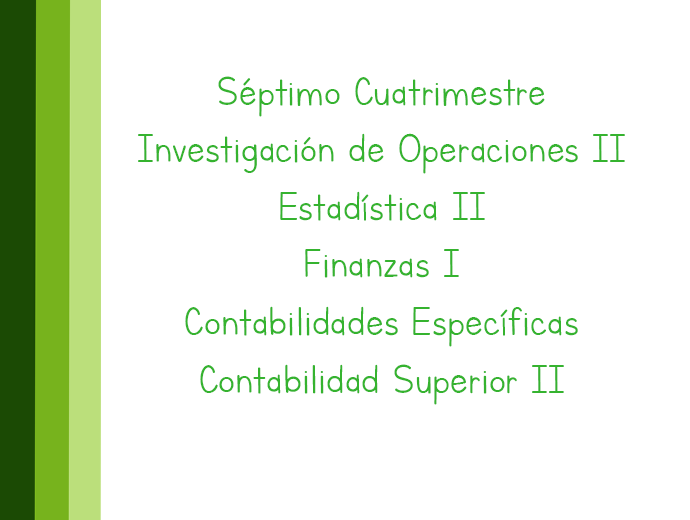 Séptimo Cuatrimestre
Investigación de Operaciones II
Estadística II
Finanzas I
Contabilidades Específicas
Contabilidad Superior II